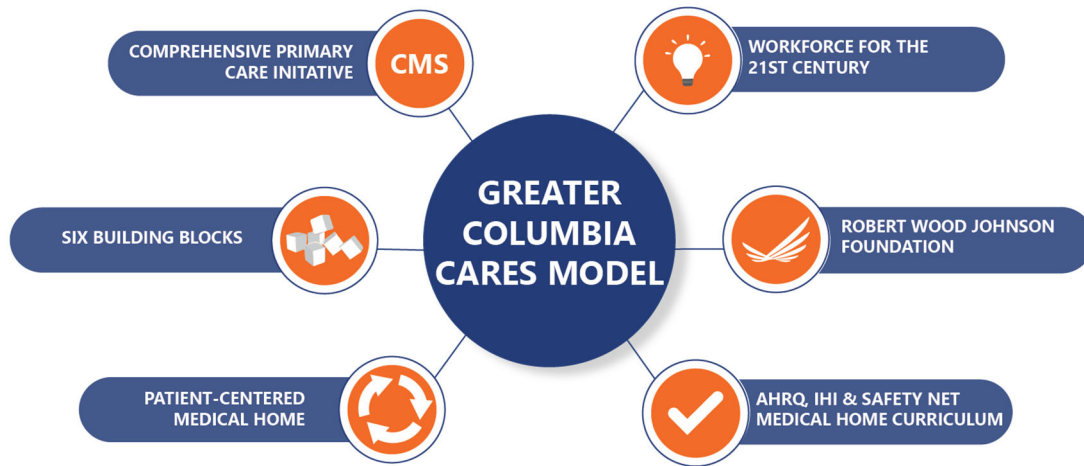 COMPREHENSIVE PRIMARY
CARE INITATIVE
CMS
WORKFORCE FOR THE
21ST CENTURY
GREATER
COLUMBIA
CARES MODEL
SIX BUILDING BLOCKS
ROBERT WOOD JOHNSON
FOUNDATION
PATIENT-CENTERED
MEDICAL HOME
AHRQ, IHI & SAFETY NET
MEDICAL HOME CURRICULUM